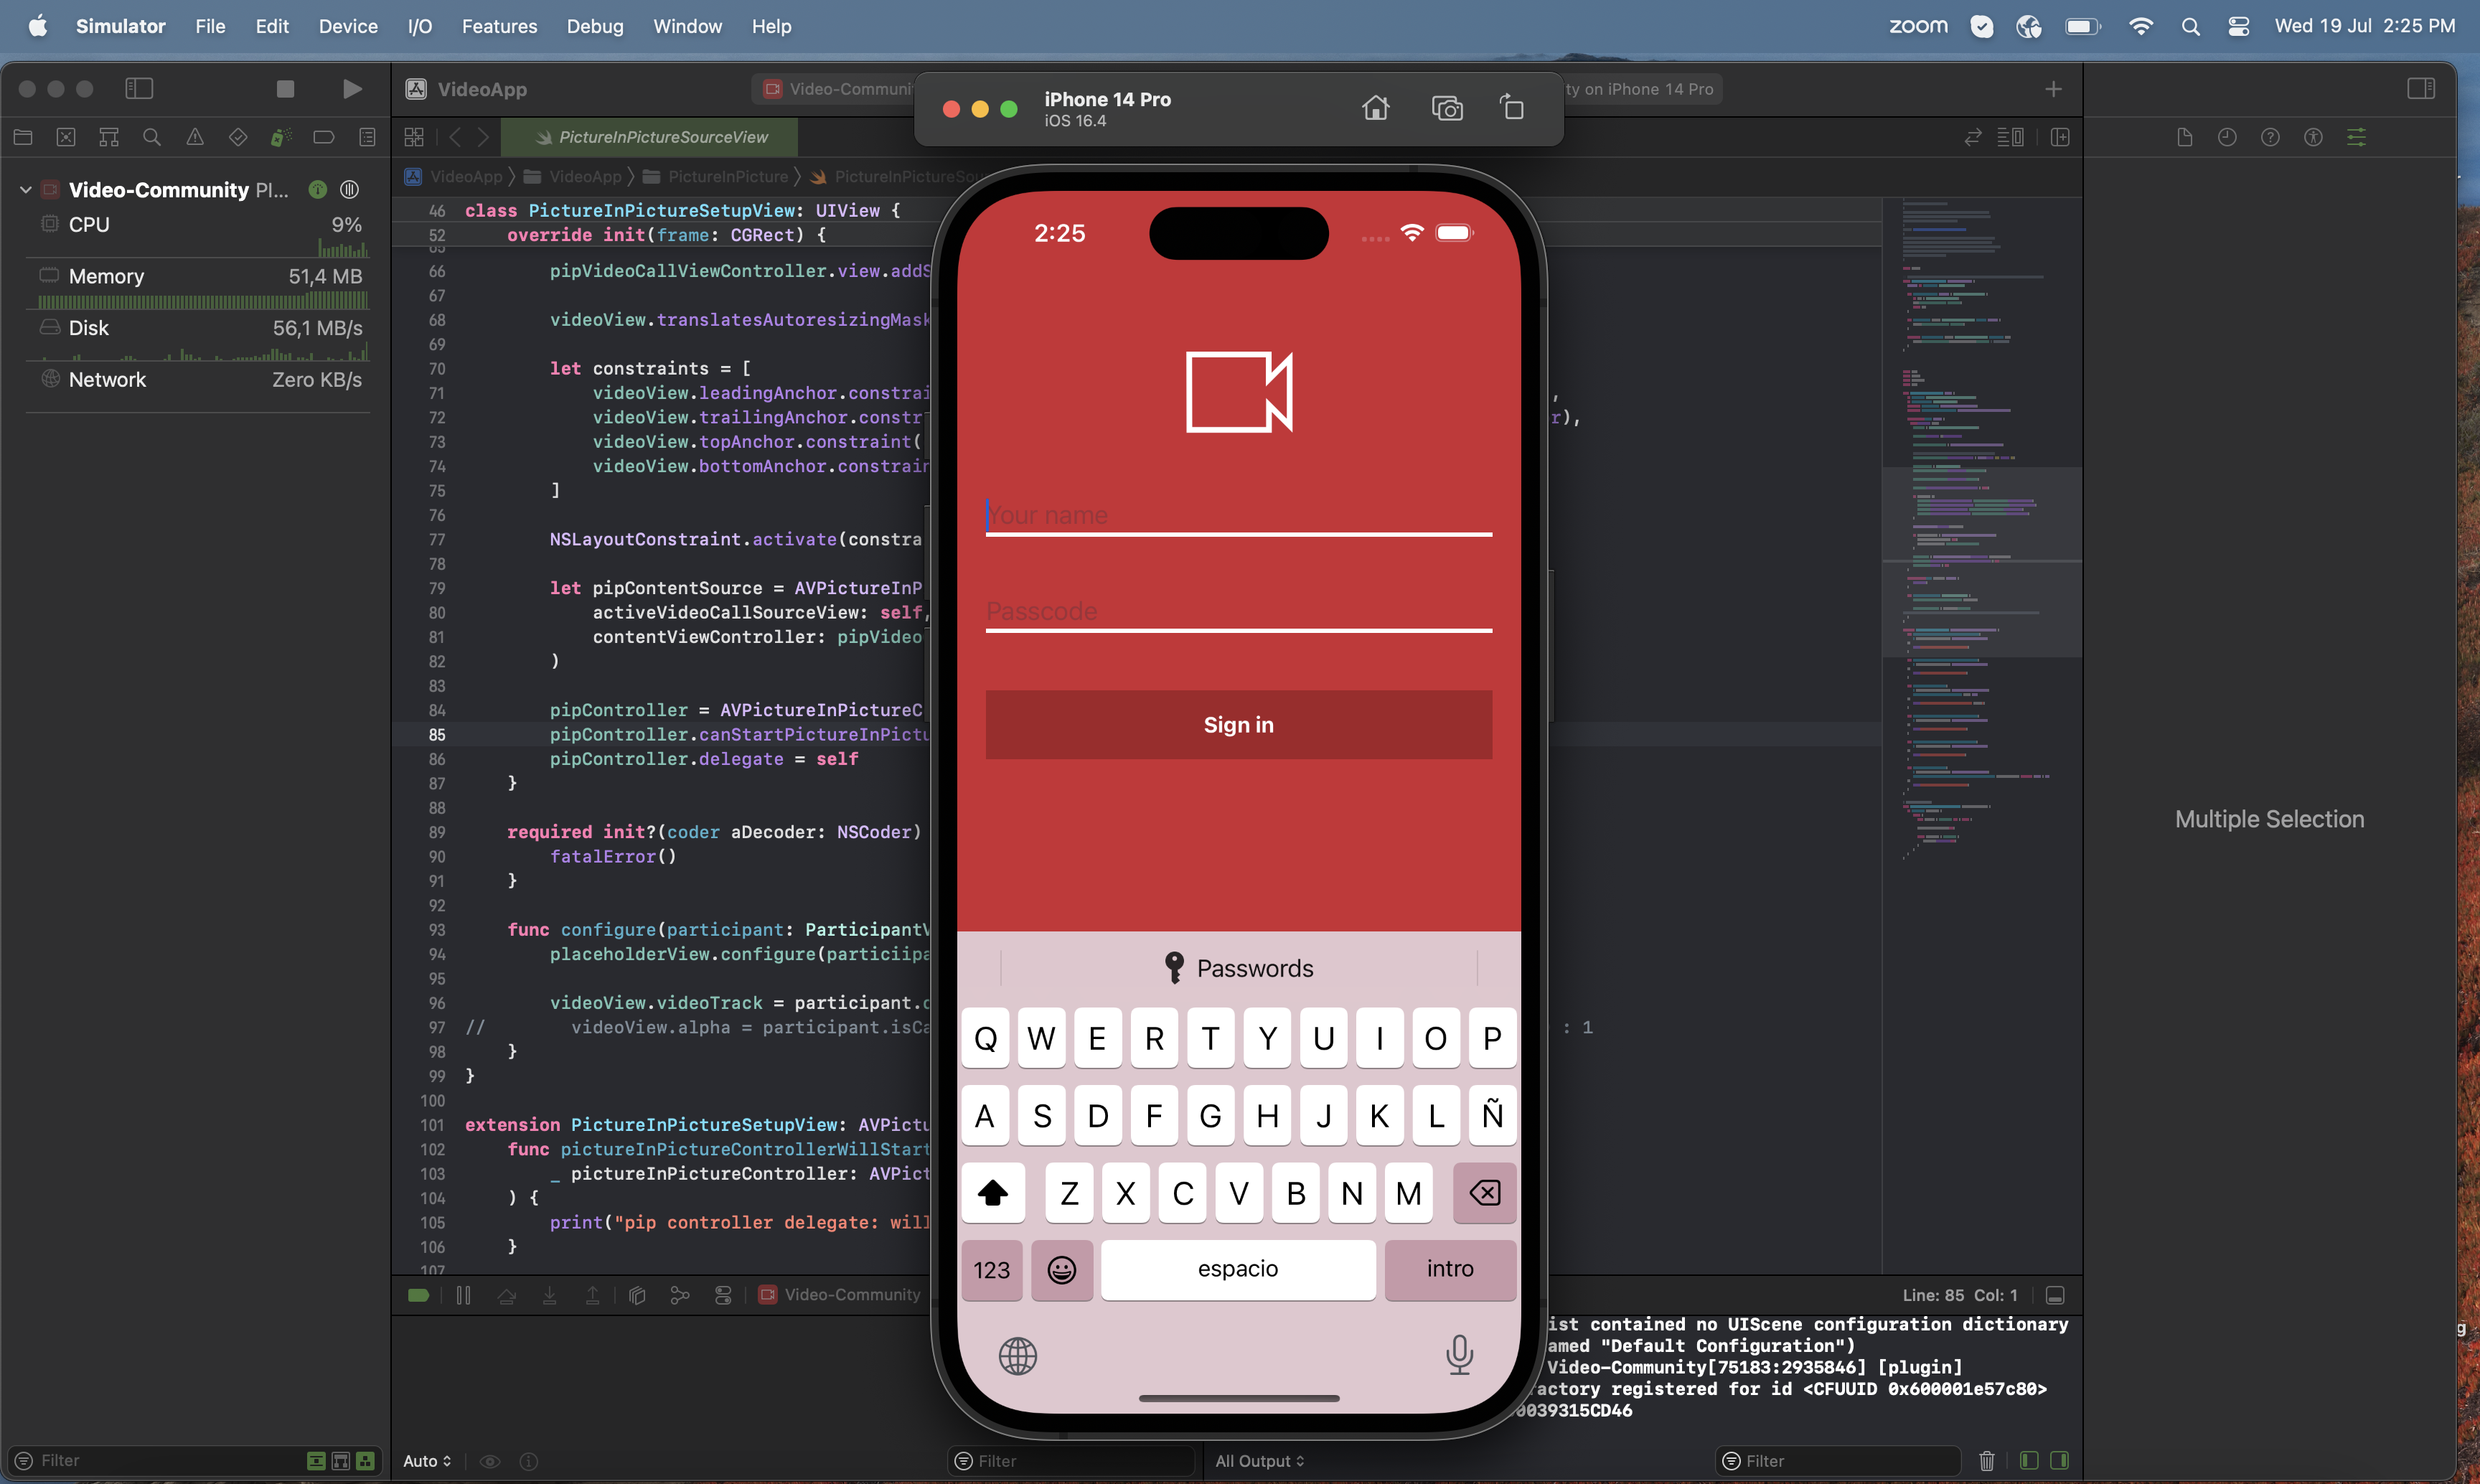 Simulator File Edit Device I/O Features Debug Window Help
zoom Wed 19 Jul 2:25 PM
VideoApp
Video-Communi
ty on iPhone 14 Pro
iPhone 14 Pro
iOS 16.4
PictureInPictureSourceView
VideoApp VideoApp PictureInPicture PictureInPictureSou
Video-Community PI...
CPU 9%
Memory 51,4 MB
Disk 56,1 MB/s
Network Zero KB/s
46 class PictureInPictureSetupView: UIView {
52 override init(frame: CGRect) {
65
66 pipVideoCallViewController.view.addS
67
68 videoView.translatesAutoresizingMask
69
70 let constraints = [
71 videoView.leadingAnchor.constrai ,
72 videoView.trailingAnchor.constr r),
73 videoView.topAnchor.constraint(
74 videoView.bottomAnchor.constrain
75 ]
76
77 NSLayoutConstraint.activate(constra
78
79 let pipContentSource = AVPictureInP
80 activeVideoCallSourceView: self,
81 contentViewController: pipVideo
82 )
83
84 pipController = AVPictureInPictureC
85 pipController.canStartPictureInPictu
86 pipController.delegate = self
87 }
88
89 required init?(coder aDecoder: NSCoder)
90 fatalError()
91 }
92
93 func configure(participant: ParticipantV
94 placeholderView.configure(particiipa
95
96 videoView.videoTrack = participant.c
97 // videoView.alpha = participant.isCa : 1
98 }
99 }
100
101 extension PictureInPictureSetupView: AVPictu
102 func pictureInPictureControllerWillStart
103 _ pictureInPictureController: AVPict
104 ) {
105 print("pip controller delegate: will
106 }
107
2:25
Your name
Passcode
Sign in
Passwords
Q W E R T Y U I O P
A S D F G H J K L Ñ
Z X C V B N M
123 espacio intro
Multiple Selection
Video-Community
Line: 85 Col: 1
ist contained no UIScene configuration dictionary
amed "Default Configuration")
Video-Community[75183:2935846] [plugin]
actory registered for id <CFUUID 0x600001e57c80>
0039315CD46
Filter
Auto
Filter
All Output
Filter